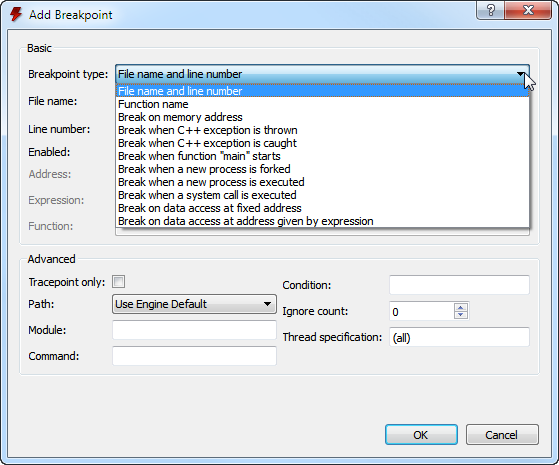 Add Breakpoint
?
Basic
Breakpoint type: File name and line number
File name and line number
File name:
Function name
Break on memory address
Line number:
Break when C++ exception is thrown
Break when C++ exception is caught
Enabled:
Break when function "main" starts
Break when a new process is forked
Address:
Break when a new process is executed
Break when a system call is executed
Expression:
Break on data access at fixed address
Break on data access at address given by expression
Function:
Advanced
Tracepoint only:
Condition:
Path: Use Engine Default
Ignore count: 0
Module:
Thread specification: (all)
Command:
OK
Cancel